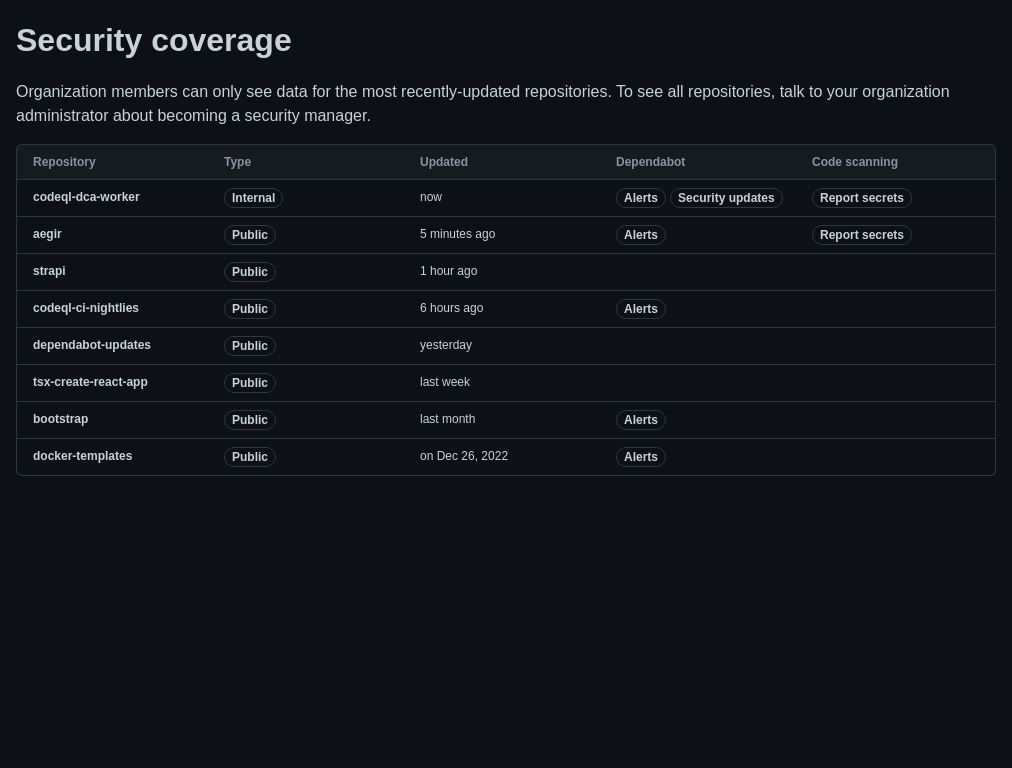 Security coverage
Organization members can only see data for the most recently-updated repositories. To see all repositories, talk to your organization
administrator about becoming a security manager.
Repository Type Updated Dependabot Code scanning
codeql-dca-worker Internal now Alerts Security updates Report secrets
aegir Public 5 minutes ago Alerts Report secrets
strapi Public 1 hour ago
codeql-ci-nightlies Public 6 hours ago Alerts
dependabot-updates Public yesterday
tsx-create-react-app Public last week
bootstrap Public last month Alerts
docker-templates Public on Dec 26, 2022 Alerts